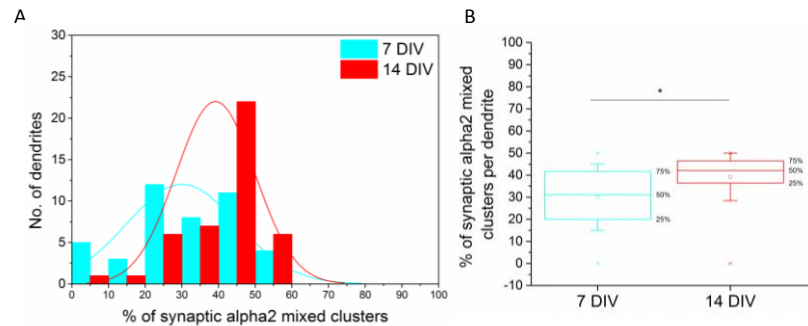 A
30
25
20
15
10
5
0
No. of dendrites
7 DIV
14 DIV
0 10 20 30 40 50 60 70 80 90 100
% of synaptic alpha2 mixed clusters
B
100
90
80
70
60
50
40
30
20
10
0
-10
% of synaptic alpha2 mixed
clusters per dendrite
*
75%
50%
25%
75%
50%
25%
7 DIV 14 DIV